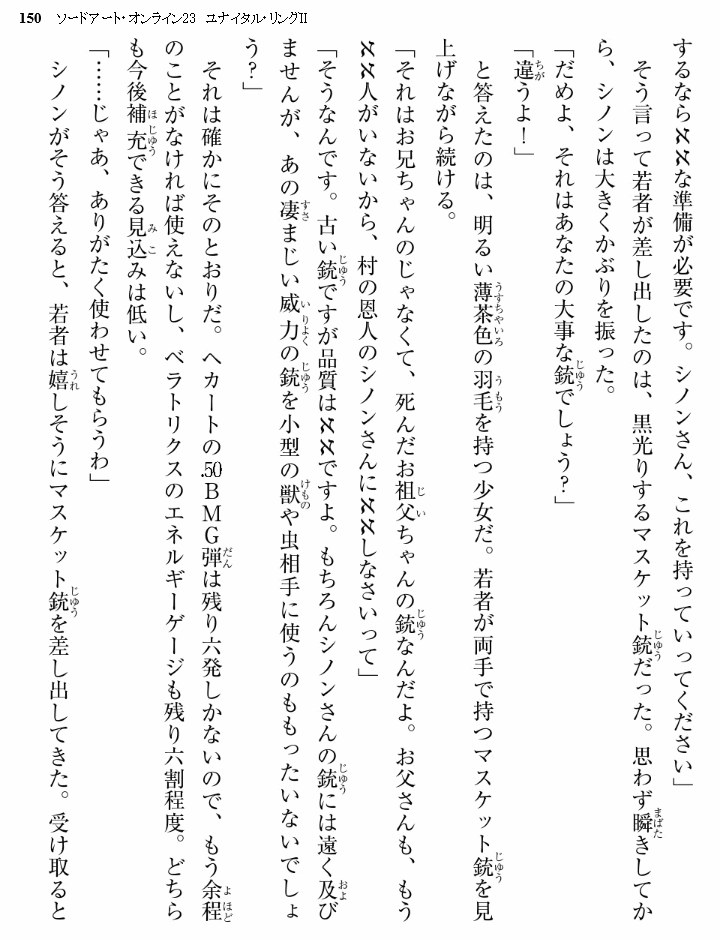 150 ソードアート・オンライン23 ユナイタル・リングⅡ
するならℵℵな準備が必要です。シノンさん、これを持っていってください」
そう言って若者が差し出したのは、黒光りするマスケット銃だった。思わず瞬きしてか
ら、シノンは大きくかぶりを振った。
「だめよ、それはあなたの大事な銃でしょう？」
「違うよ！」
と答えたのは、明るい薄茶色の羽毛を持つ少女だ。若者が両手で持つマスケット銃を見
上げながら続ける。
「それはお兄ちゃんのじゃなくて、死んだお祖父ちゃんの銃なんだよ。お父さんも、もう
ℵℵ人がいないから、村の恩人のシノンさんにℵℵしなさいって」
「そうなんです。古い銃ですが品質はℵℵですよ。もちろんシノンさんの銃には遠く及び
ませんが、あの凄まじい威力の銃を小型の獣や虫相手に使うのももったいないでしょ
う？」
それは確かにそのとおりだ。ヘカートの.50ＢＭＧ弾は残り六発しかないので、もう余程
のことがなければ使えないし、ベラトリクスのエネルギーゲージも残り六割程度。どちら
も今後補充できる見込みは低い。
「……じゃあ、ありがたく使わせてもらうわ」
シノンがそう答えると、若者は嬉しそうにマスケット銃を差し出してきた。受け取ると